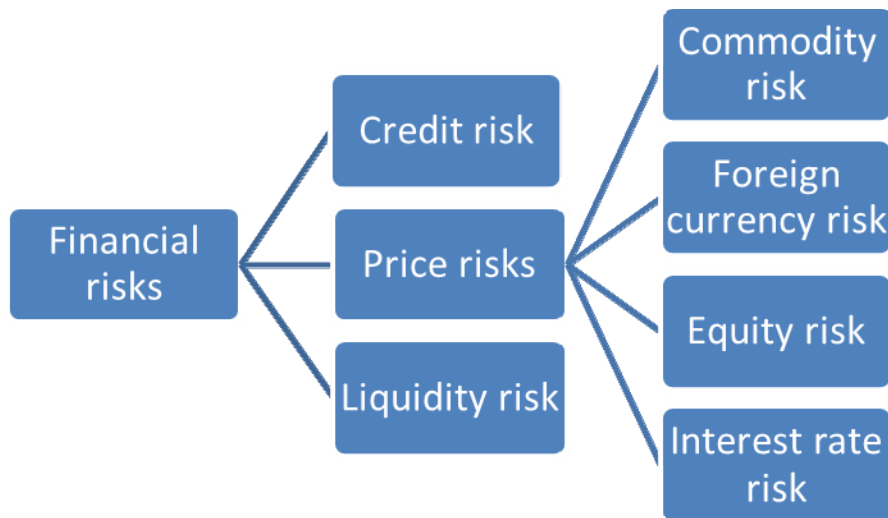 Financial
risks
Credit risk
Price risks
Liquidity risk
Commodity
risk
Foreign
currency risk
Equity risk
Interest rate
risk